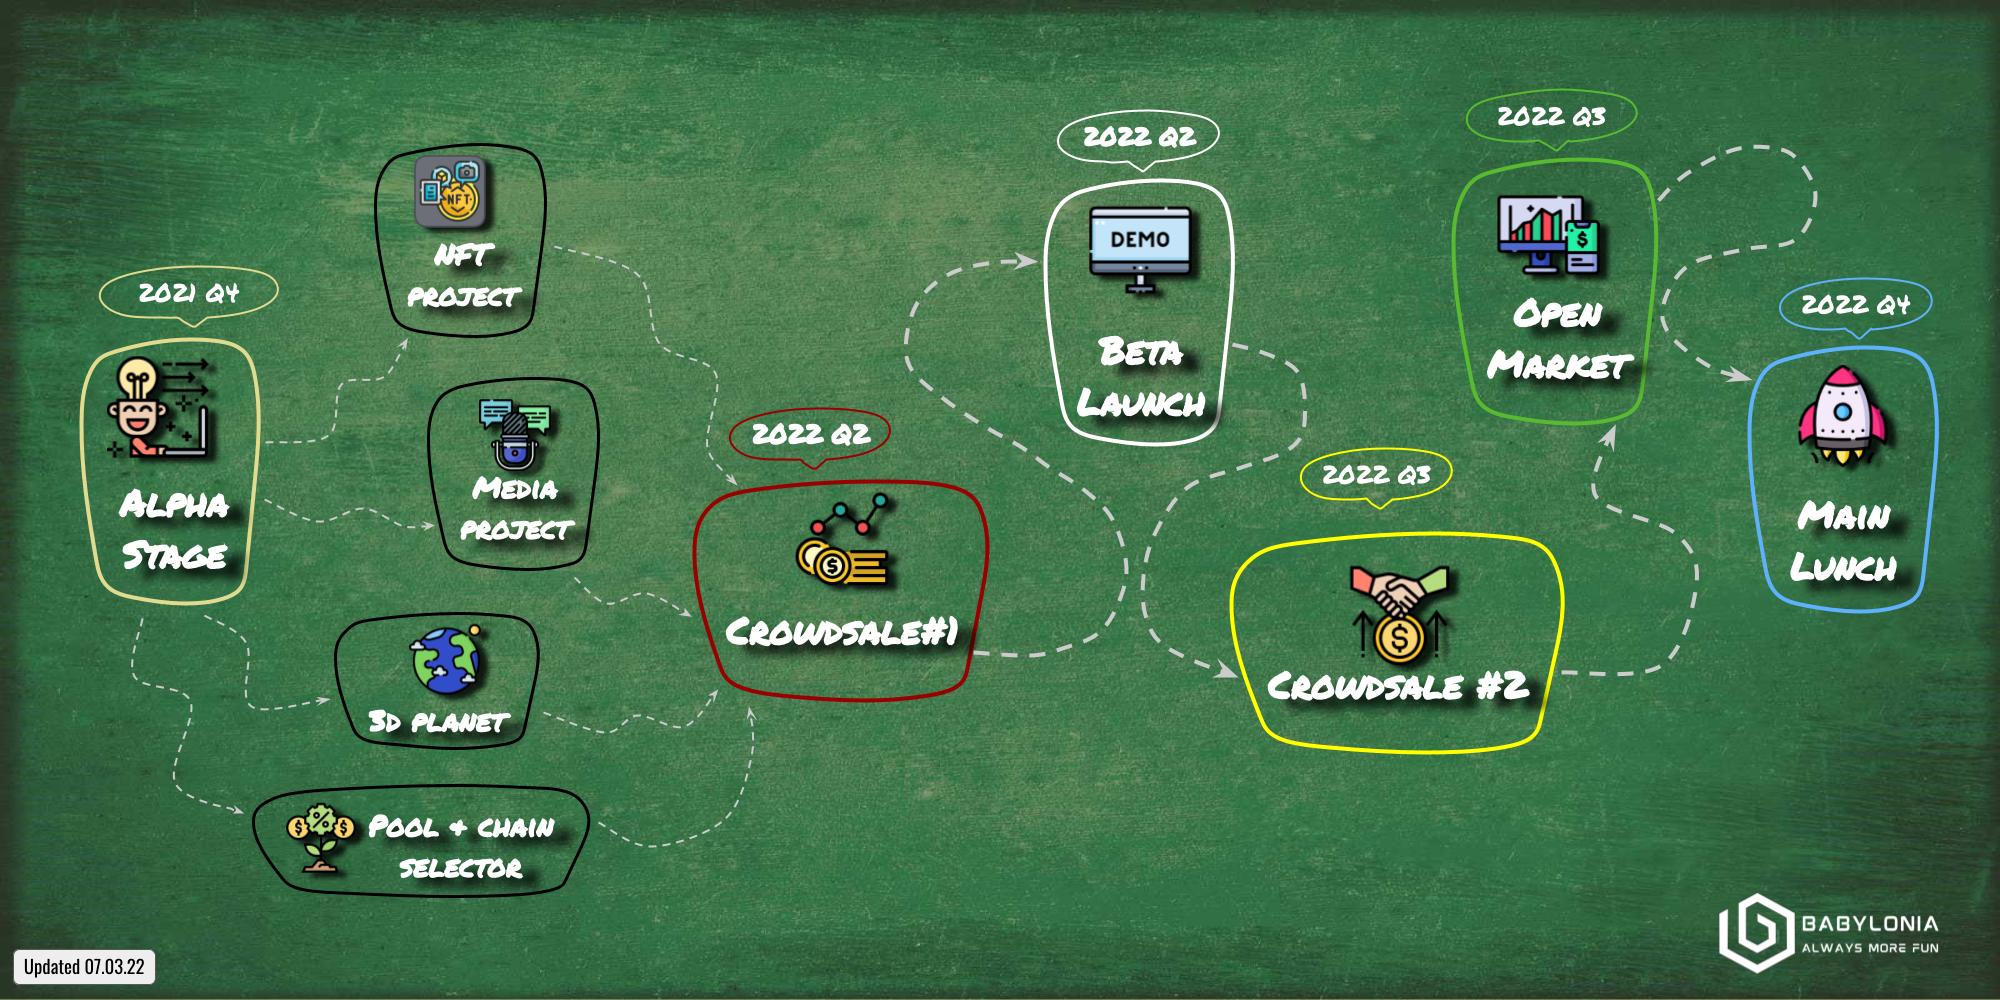 2021 Q4
Alpha
Stage
NFT
NFT
project
Media
project
3D planet
Pool + chain
selector
2022 Q2
$
Crowdsale#1
2022 Q2
DEMO
Beta
Launch
2022 Q3
$
Crowdsale #2
2022 Q3
$
Open
Market
2022 Q4
Main
Lunch
$ % $
Updated 07.03.22
BABYLONIA
ALWAYS MORE FUN